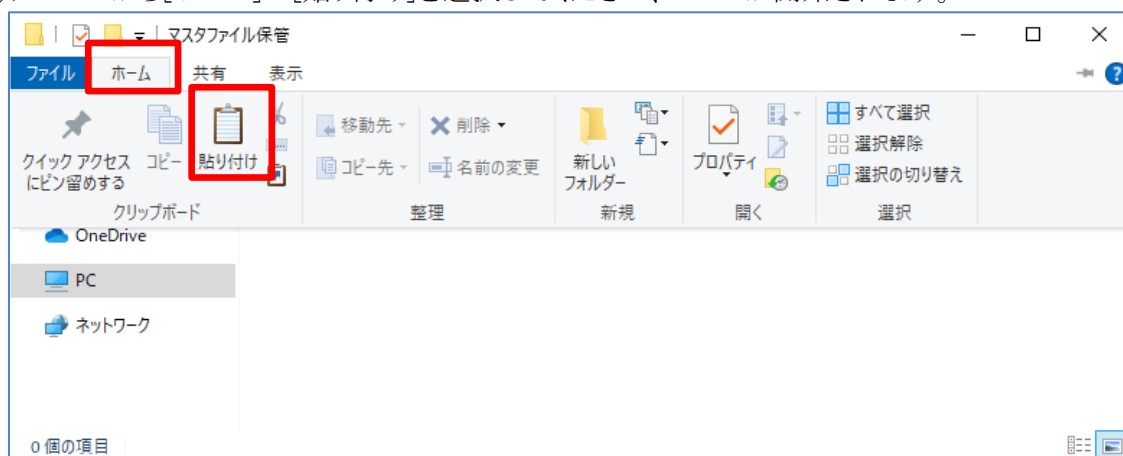 マスタファイル保管
ファイル ホーム 共有 表示
クイック アクセス
にピン留めする
コピー
貼り付け
移動先
コピー先
削除
名前の変更
新しい
フォルダー
プロパティ
すべて選択
選択解除
選択の切り替え
クリップボード 整理 新規 開く 選択
OneDrive
PC
ネットワーク
0 個の項目